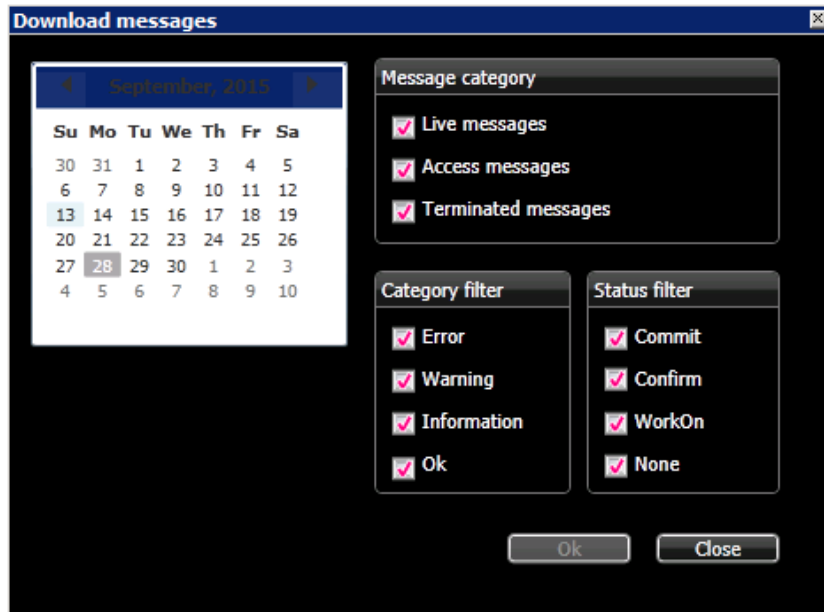 Download messages
September, 2015
Su Mo Tu We Th Fr Sa
30 31 1 2 3 4 5
6 7 8 9 10 11 12
13 14 15 16 17 18 19
20 21 22 23 24 25 26
27 28 29 30 1 2 3
4 5 6 7 8 9 10
Message category
Live messages
Access messages
Terminated messages
Category filter
Error
Warning
Information
Ok
Status filter
Commit
Confirm
WorkOn
None
Ok
Close